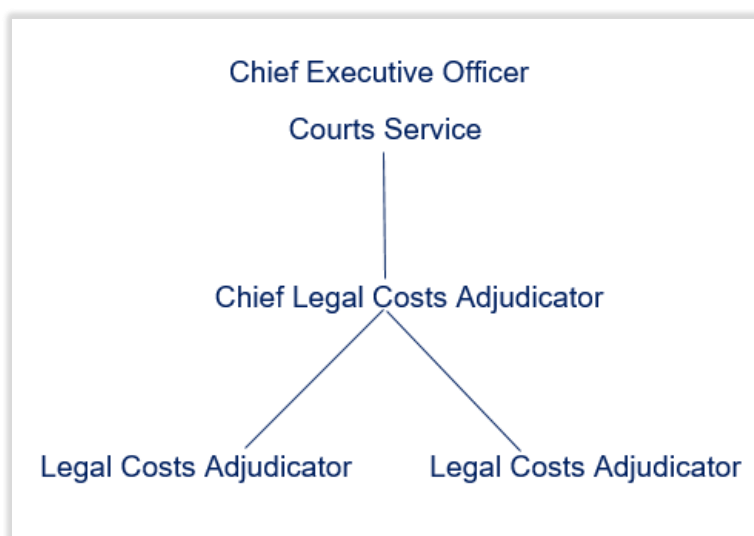 Chief Executive Officer
Courts Service
Chief Legal Costs Adjudicator
Legal Costs Adjudicator
Legal Costs Adjudicator